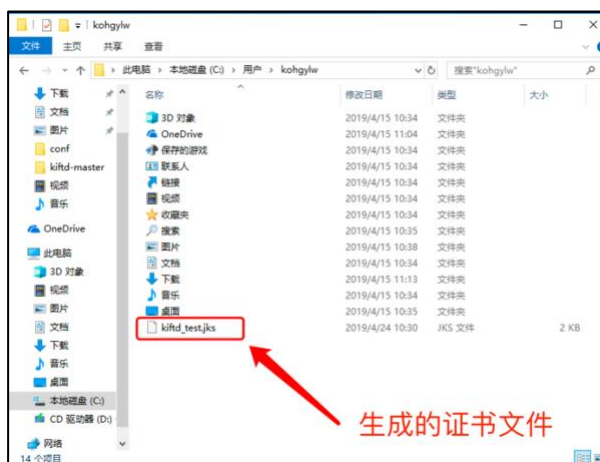 kohgylw
文件 主页 共享 查看
此电脑 › 本地磁盘 (C:) › 用户 › kohgylw 搜索"kohgylw"
名称 修改日期 类型 大小
下载
文档
图片
conf
kiftd-master
视频
音乐
OneDrive
此电脑
3D 对象
视频
图片
文档
下载
音乐
桌面
本地磁盘 (C:)
CD 驱动器 (D:)
网络
3D 对象 2019/4/15 10:34 文件夹
OneDrive 2019/4/15 11:04 文件夹
保存的游戏 2019/4/15 10:34 文件夹
联系人 2019/4/15 10:34 文件夹
链接 2019/4/15 10:34 文件夹
视频 2019/4/15 10:34 文件夹
收藏夹 2019/4/15 10:34 文件夹
搜索 2019/4/15 10:35 文件夹
图片 2019/4/15 10:38 文件夹
文档 2019/4/15 10:34 文件夹
下载 2019/4/15 11:13 文件夹
音乐 2019/4/15 10:34 文件夹
桌面 2019/4/15 10:35 文件夹
kiftd_test.jks 2019/4/24 10:30 JKS 文件 2 KB
生成的证书文件
14 个项目